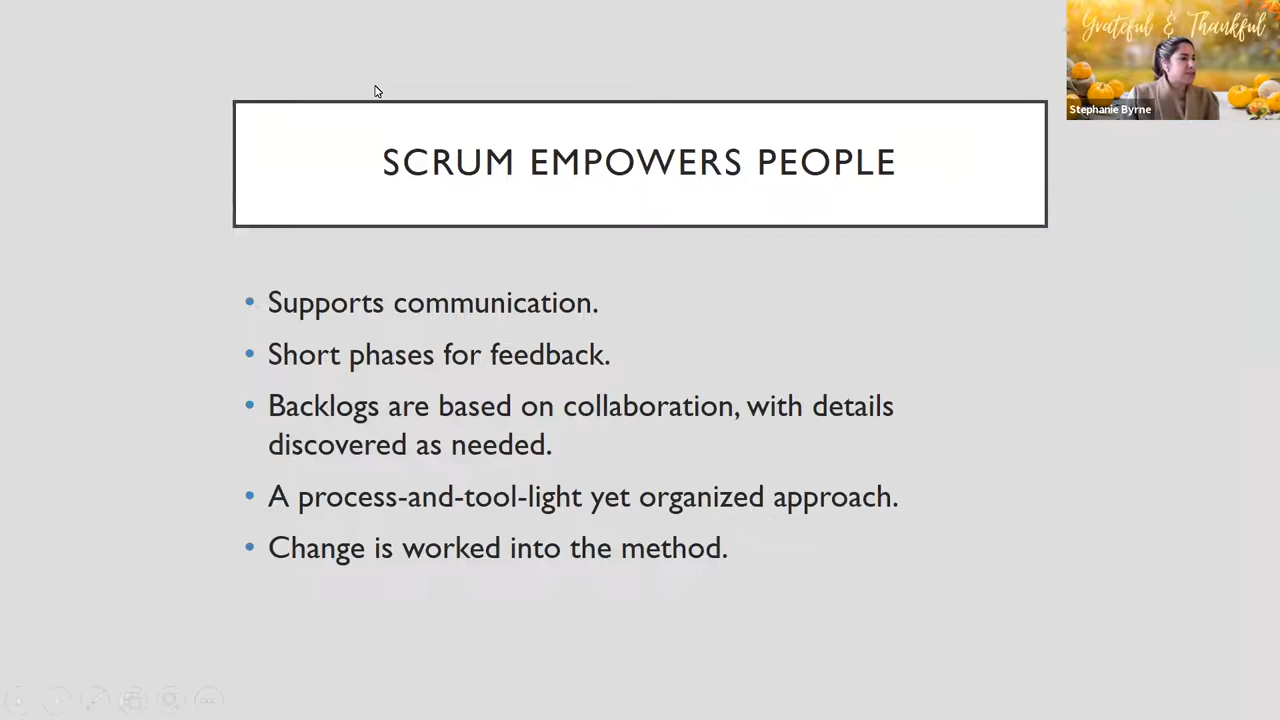 Grateful & Thankful
Stephanie Byrne
SCRUM EMPOWERS PEOPLE
• Supports communication.
• Short phases for feedback.
• Backlogs are based on collaboration, with details
discovered as needed.
• A process-and-tool-light yet organized approach.
• Change is worked into the method.